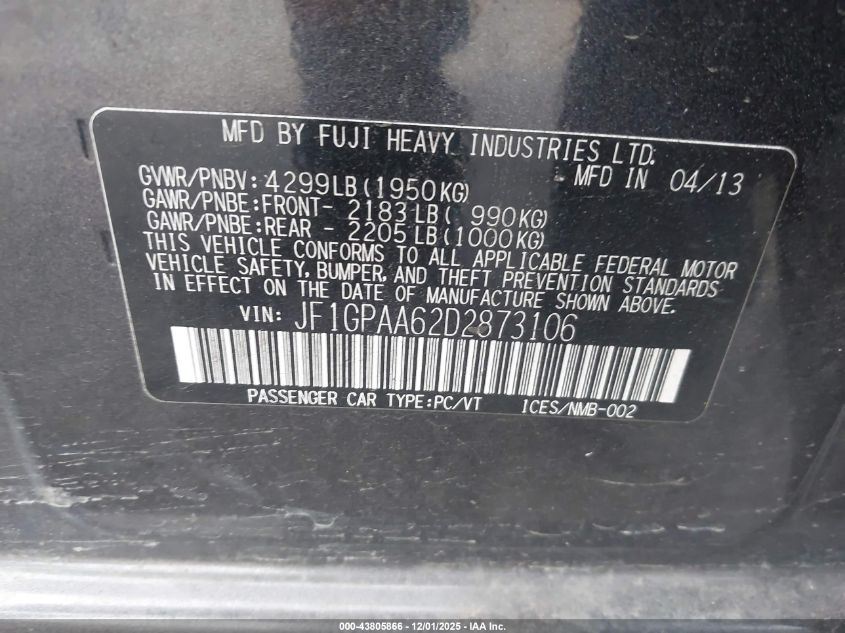 MFD BY FUJI HEAVY INDUSTRIES LTD.
GVWR/PNBV: 4299LB (1950KG) MFD IN 04/13
GAWR/PNBE:FRONT- 2183LB ( 990KG)
GAWR/PNBE:REAR - 2205LB (1000KG)
THIS VEHICLE CONFORMS TO ALL APPLICABLE FEDERAL MOTOR
VEHICLE SAFETY, BUMPER, AND THEFT PREVENTION STANDARDS
IN EFFECT ON THE DATE OF MANUFACTURE SHOWN ABOVE.
VIN: JF1GPAA62D2873106
PASSENGER CAR TYPE:PC/VT ICES/NMB-002
000-43805866 - 12/01/2025 - IAA Inc.